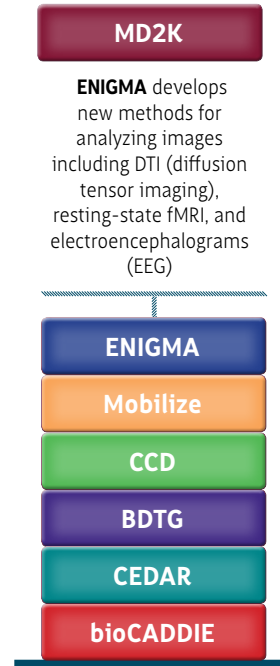 MD2K
ENIGMA develops
new methods for
analyzing images
including DTI (diffusion
tensor imaging),
resting-state fMRI, and
electroencephalograms
(EEG)
ENIGMA
Mobilize
CCD
BDTG
CEDAR
bioCADDIE